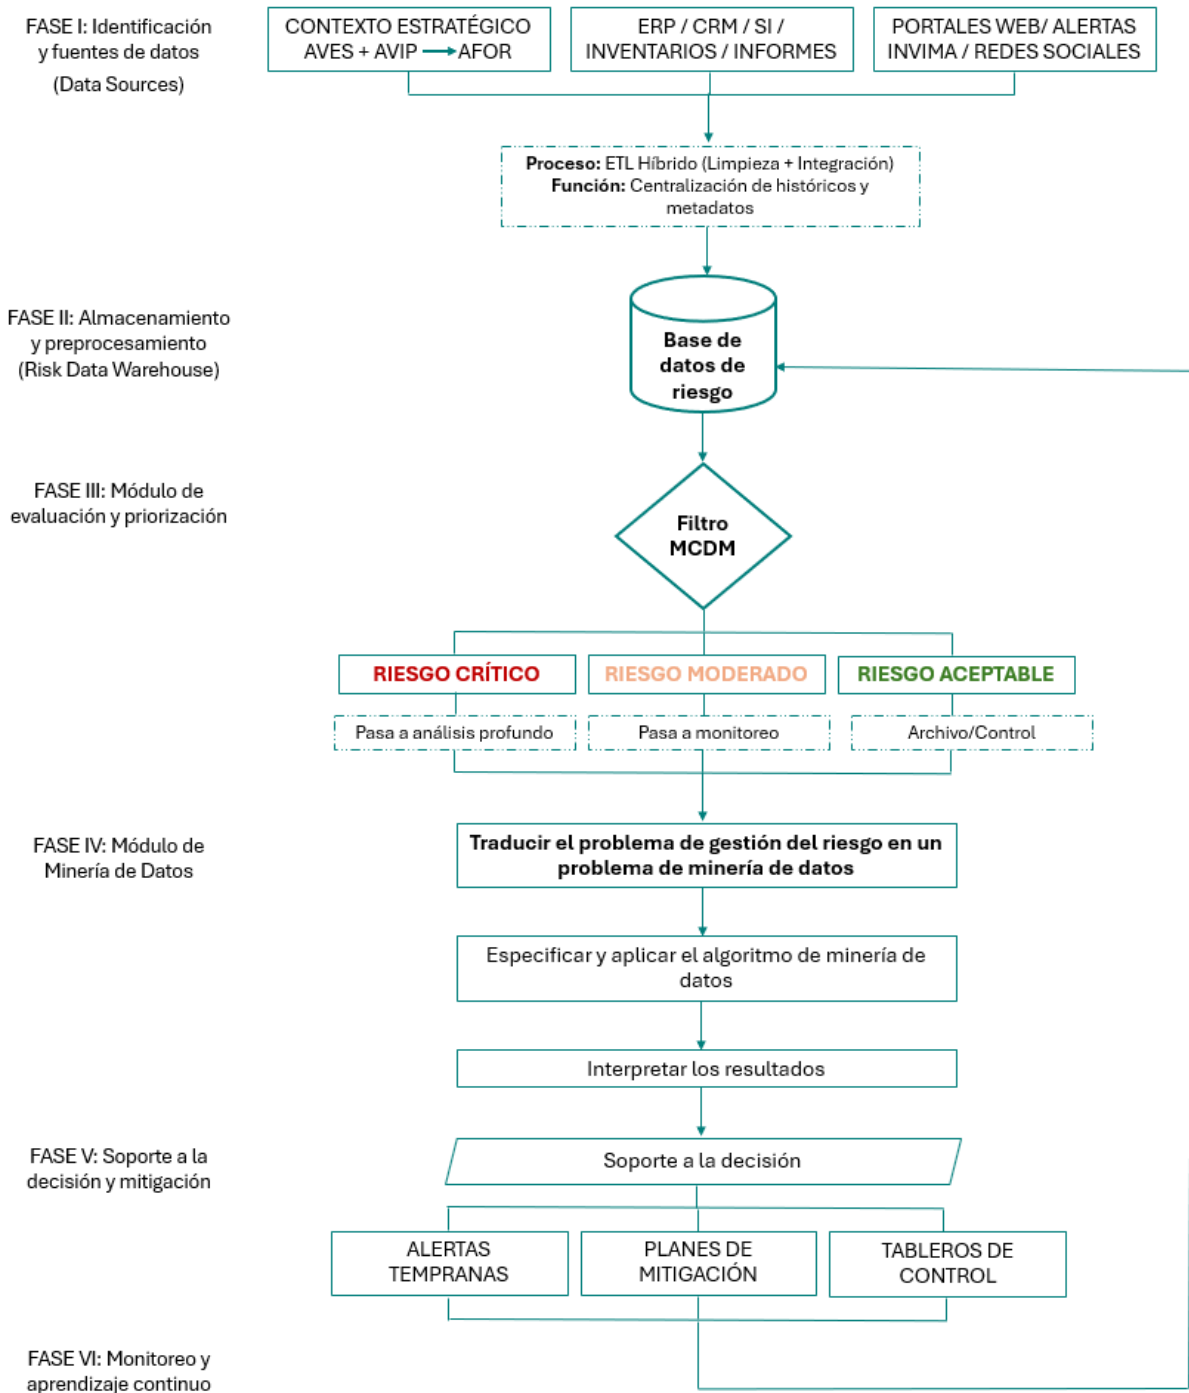 FASE I: Identificación
y fuentes de datos
(Data Sources)
CONTEXTO ESTRATÉGICO
AVES + AVIP → AFOR
ERP / CRM / SI /
INVENTARIOS / INFORMES
PORTALES WEB/ ALERTAS
INVIMA / REDES SOCIALES
Proceso: ETL Híbrido (Limpieza + Integración)
Función: Centralización de históricos y
metadatos
FASE II: Almacenamiento
y preprocesamiento
(Risk Data Warehouse)
Base de
datos de
riesgo
FASE III: Módulo de
evaluación y priorización
Filtro
MCDM
RIESGO CRÍTICO
RIESGO MODERADO
RIESGO ACEPTABLE
Pasa a análisis profundo
Pasa a monitoreo
Archivo/Control
FASE IV: Módulo de
Minería de Datos
Traducir el problema de gestión del riesgo en un
problema de minería de datos
Especificar y aplicar el algoritmo de minería de
datos
Interpretar los resultados
FASE V: Soporte a la
decisión y mitigación
Soporte a la decisión
ALERTAS
TEMPRANAS
PLANES DE
MITIGACIÓN
TABLEROS DE
CONTROL
FASE VI: Monitoreo y
aprendizaje continuo